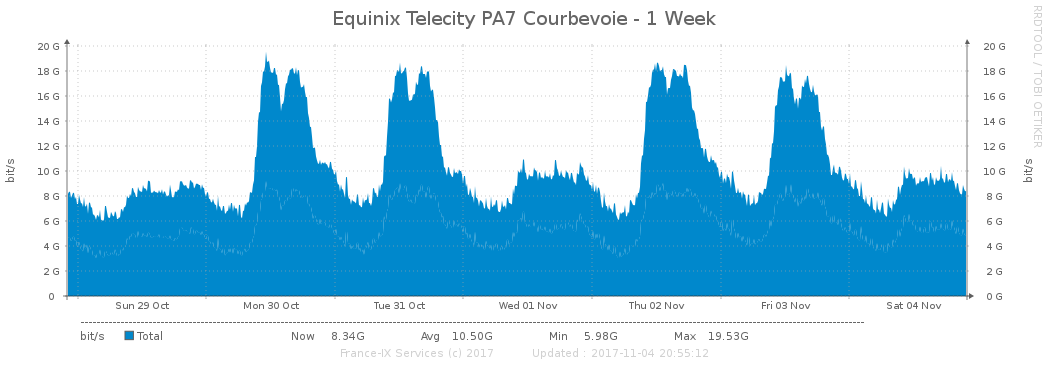 Equinix Telecity PA7 Courbevoie - 1 Week
RRDTOOL / TOBI OETIKER
bit/s
20 G 20 G
18 G 18 G
16 G 16 G
14 G 14 G
12 G 12 G
10 G 10 G
8 G 8 G
6 G 6 G
4 G 4 G
2 G 2 G
0 0 G
bit/s
Sun 29 Oct Mon 30 Oct Tue 31 Oct Wed 01 Nov Thu 02 Nov Fri 03 Nov Sat 04 Nov
bit/s Total Now 8.34G Avg 10.50G Min 5.98G Max 19.53G
France-IX Services (c) 2017 Updated : 2017-11-04 20:55:12